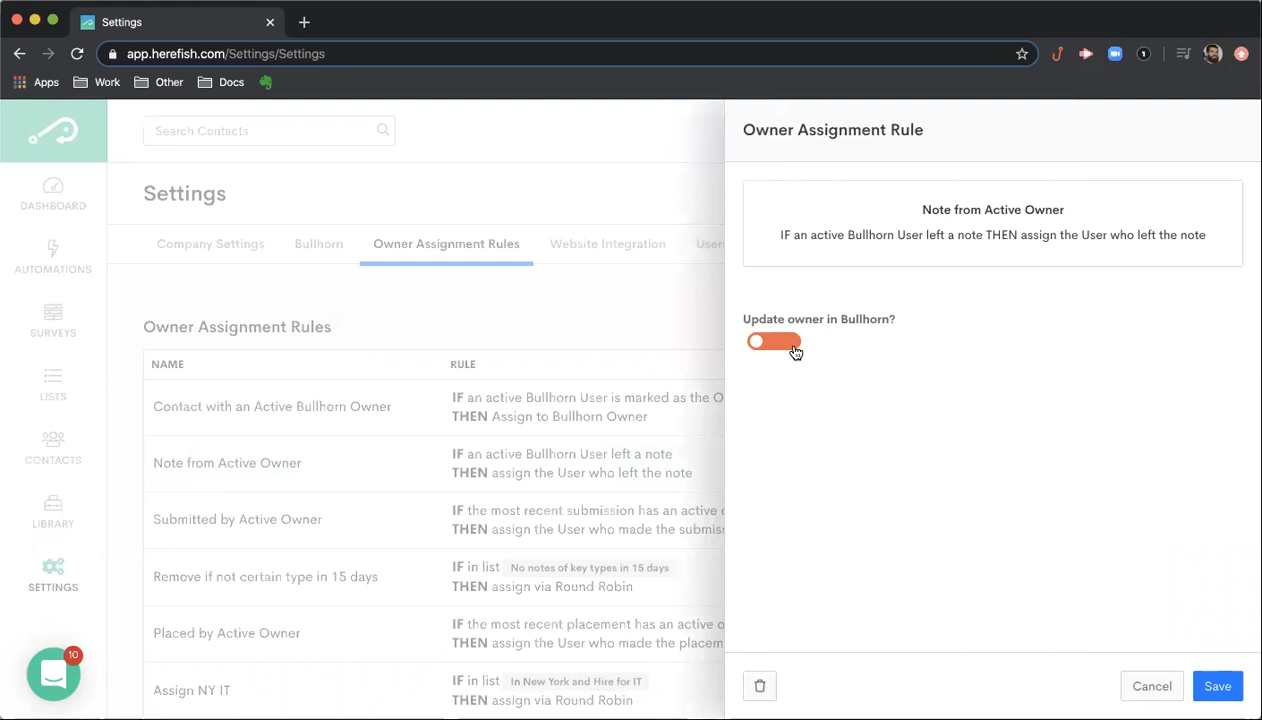 Settings
app.herefish.com/Settings/Settings
Apps
Work
Other
Docs
Search Contacts
Settings
Company Settings
Bullhorn
Owner Assignment Rules
Website Integration
Users
DASHBOARD
AUTOMATIONS
SURVEYS
LISTS
CONTACTS
LIBRARY
SETTINGS
10
Owner Assignment Rules
NAME
RULE
Contact with an Active Bullhorn Owner
IF an active Bullhorn User is marked as the O
THEN Assign to Bullhorn Owner
Note from Active Owner
IF an active Bullhorn User left a note
THEN assign the User who left the note
Submitted by Active Owner
IF the most recent submission has an active o
THEN assign the User who made the submiss
Remove if not certain type in 15 days
IF in list No notes of key types in 15 days
THEN assign via Round Robin
Placed by Active Owner
IF the most recent placement has an active o
THEN assign the User who made the placem
Assign NY IT
IF in list In New York and Hire for IT
THEN assign via Round Robin
Owner Assignment Rule
Note from Active Owner
IF an active Bullhorn User left a note THEN assign the User who left the note
Update owner in Bullhorn?
Cancel
Save